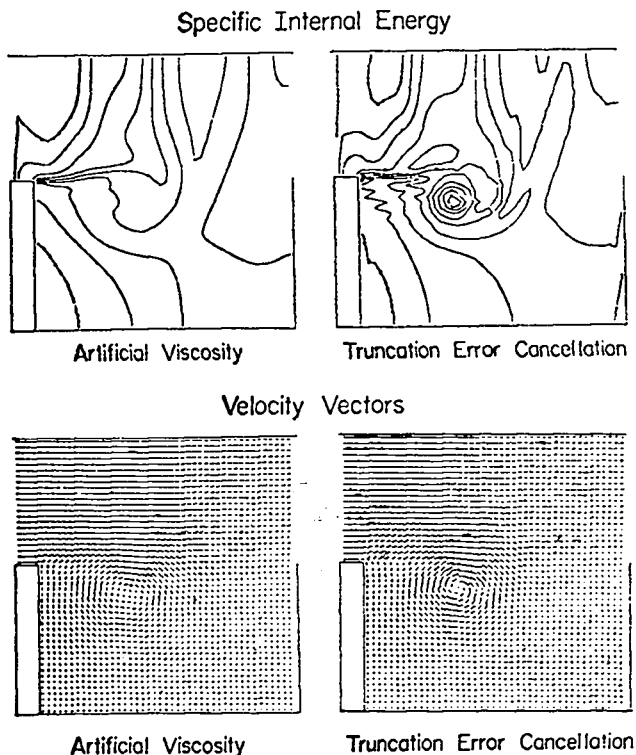 Specific Internal Energy
Artificial Viscosity
Truncation Error Cancellation
Velocity Vectors
Artificial Viscosity
Truncation Error Cancellation